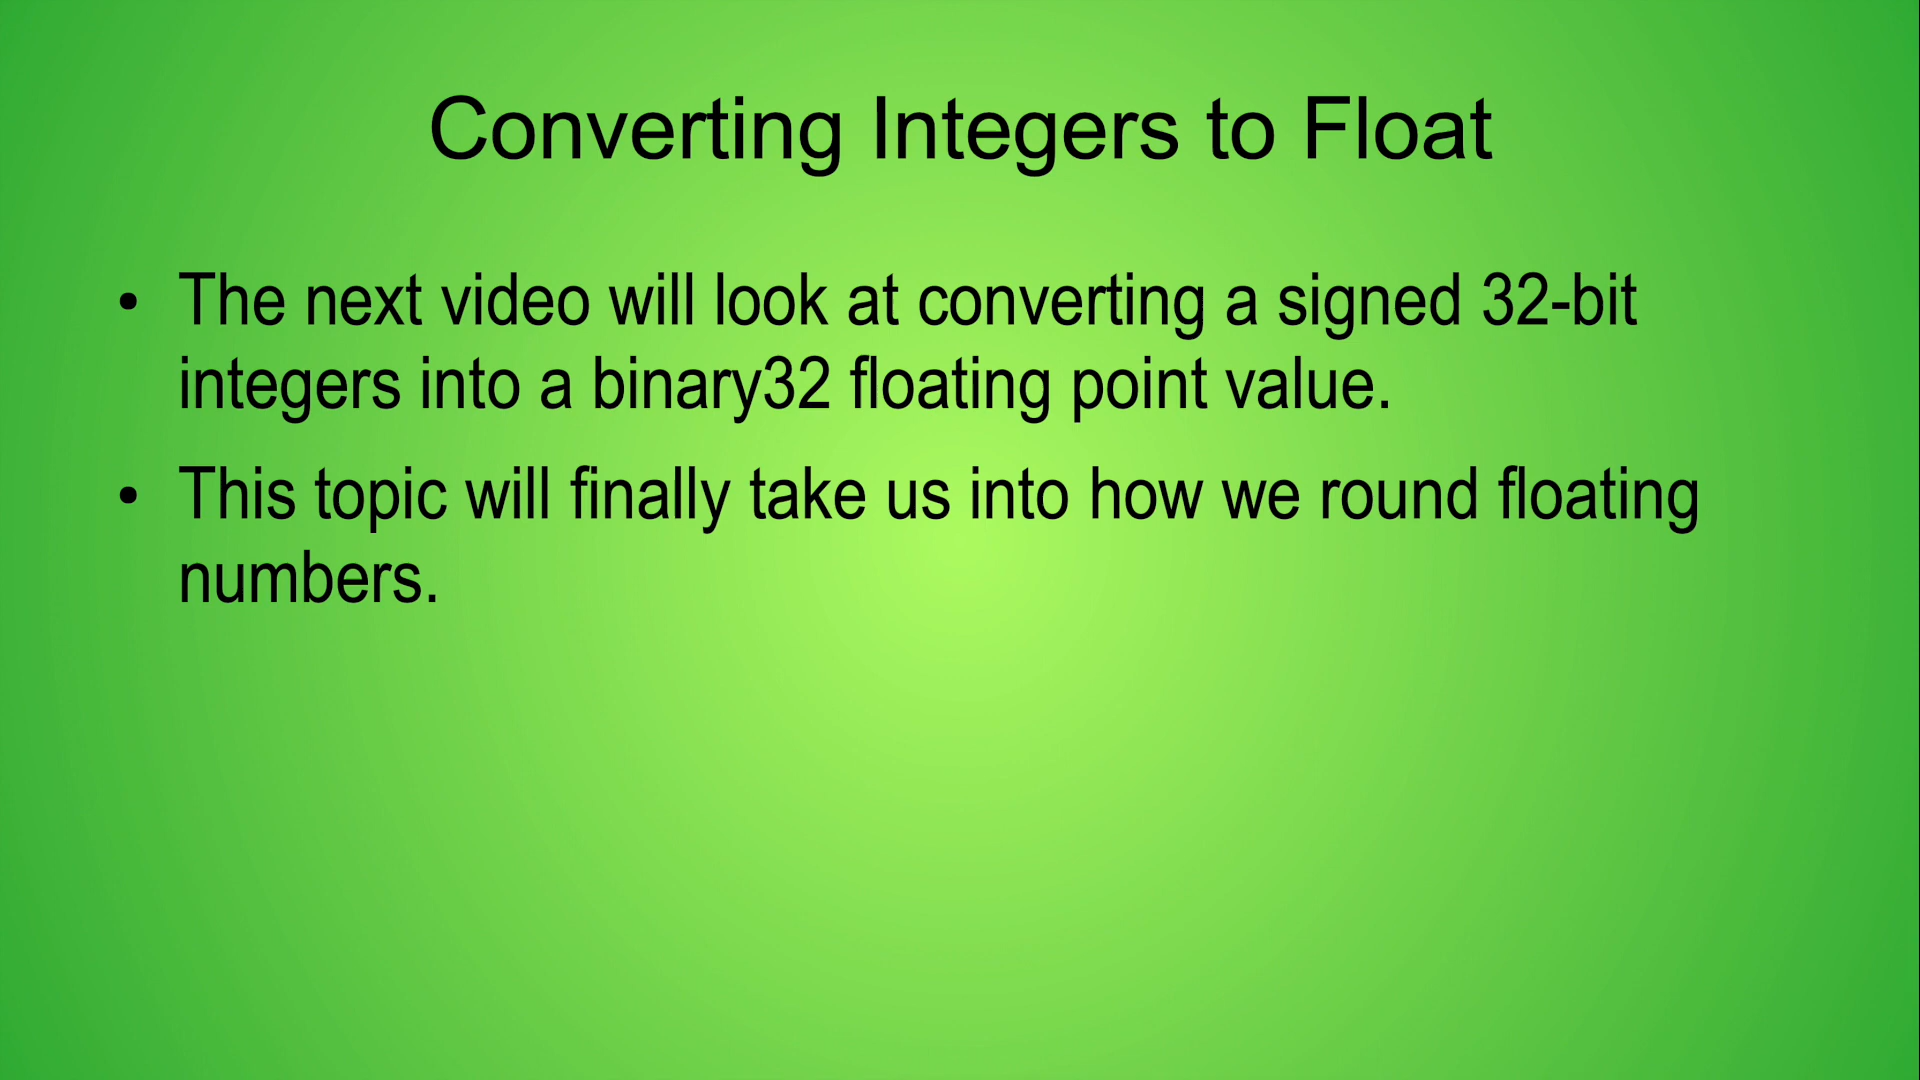 Converting Integers to Float
• The next video will look at converting a signed 32-bit
integers into a binary32 floating point value.
• This topic will finally take us into how we round floating
numbers.